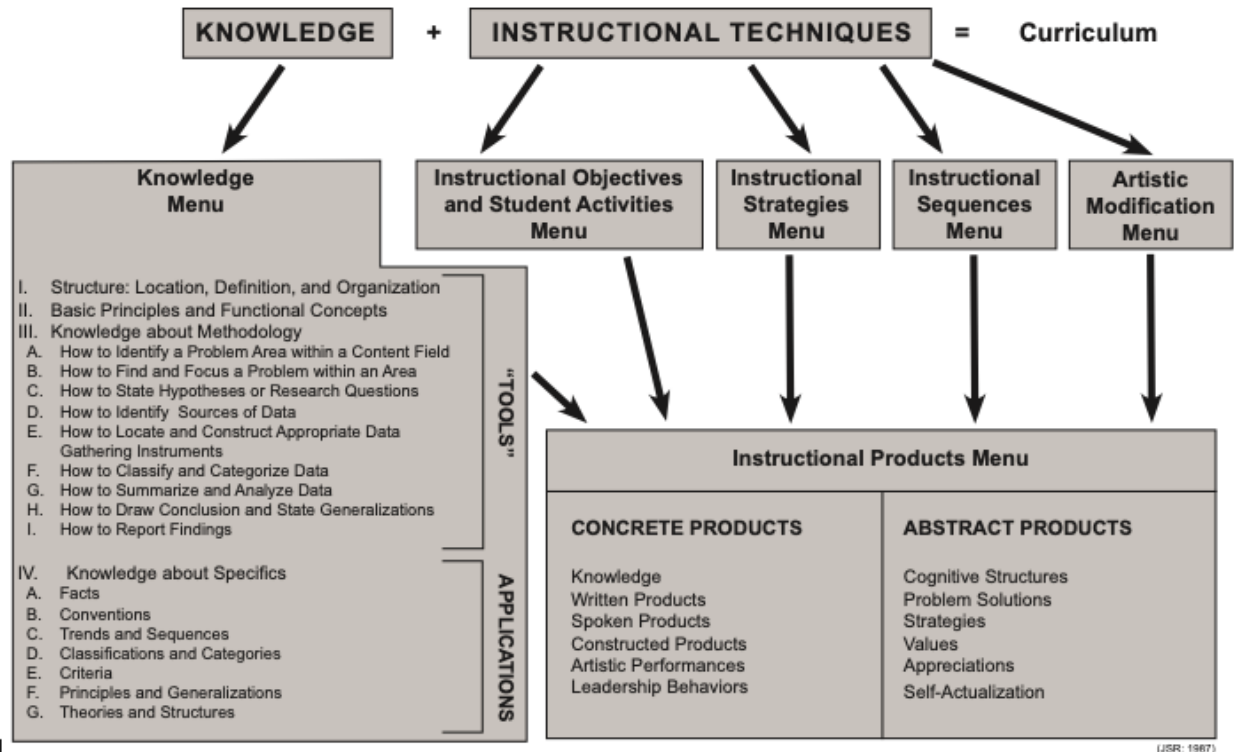 KNOWLEDGE + INSTRUCTIONAL TECHNIQUES = Curriculum
Knowledge
Menu
Instructional Objectives
and Student Activities
Menu
Instructional
Strategies
Menu
Instructional
Sequences
Menu
Artistic
Modification
Menu
I. Structure: Location, Definition, and Organization
II. Basic Principles and Functional Concepts
III. Knowledge about Methodology
A. How to Identify a Problem Area within a Content Field
B. How to Find and Focus a Problem within an Area
C. How to State Hypotheses or Research Questions
D. How to Identify Sources of Data
E. How to Locate and Construct Appropriate Data
Gathering Instruments
F. How to Classify and Categorize Data
G. How to Summarize and Analyze Data
H. How to Draw Conclusion and State Generalizations
I. How to Report Findings
"TOOLS"
IV. Knowledge about Specifics
A. Facts
B. Conventions
C. Trends and Sequences
D. Classifications and Categories
E. Criteria
F. Principles and Generalizations
G. Theories and Structures
APPLICATIONS
Instructional Products Menu
CONCRETE PRODUCTS
Knowledge
Written Products
Spoken Products
Constructed Products
Artistic Performances
Leadership Behaviors
ABSTRACT PRODUCTS
Cognitive Structures
Problem Solutions
Strategies
Values
Appreciations
Self-Actualization
(JSR: 1987)